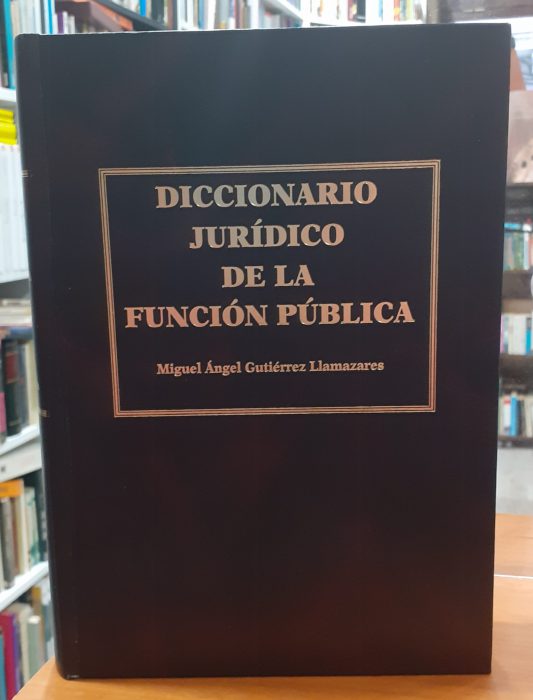 DICCIONARIO
JURÍDICO
DE LA
FUNCIÓN PÚBLICA
Miguel Ángel Gutiérrez Llamazares